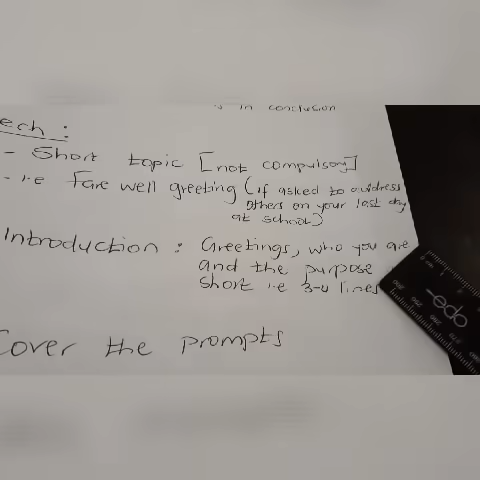 in conclusion
ech :
- Short topic [not compulsory]
- i.e Fare well greeting (if asked to address
others on your last day
at school)
Introduction : Greetings, who you are
and the purpose
short i.e 3-4 lines
Cover the prompts